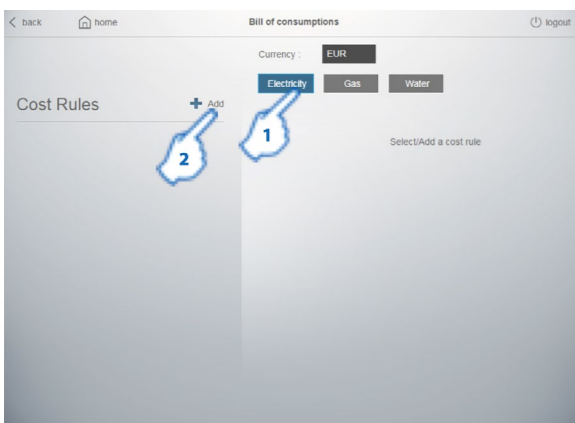 back home Bill of consumptions logout
Currency : EUR
Electricity Gas Water
Cost Rules Add
1
2
Select/Add a cost rule